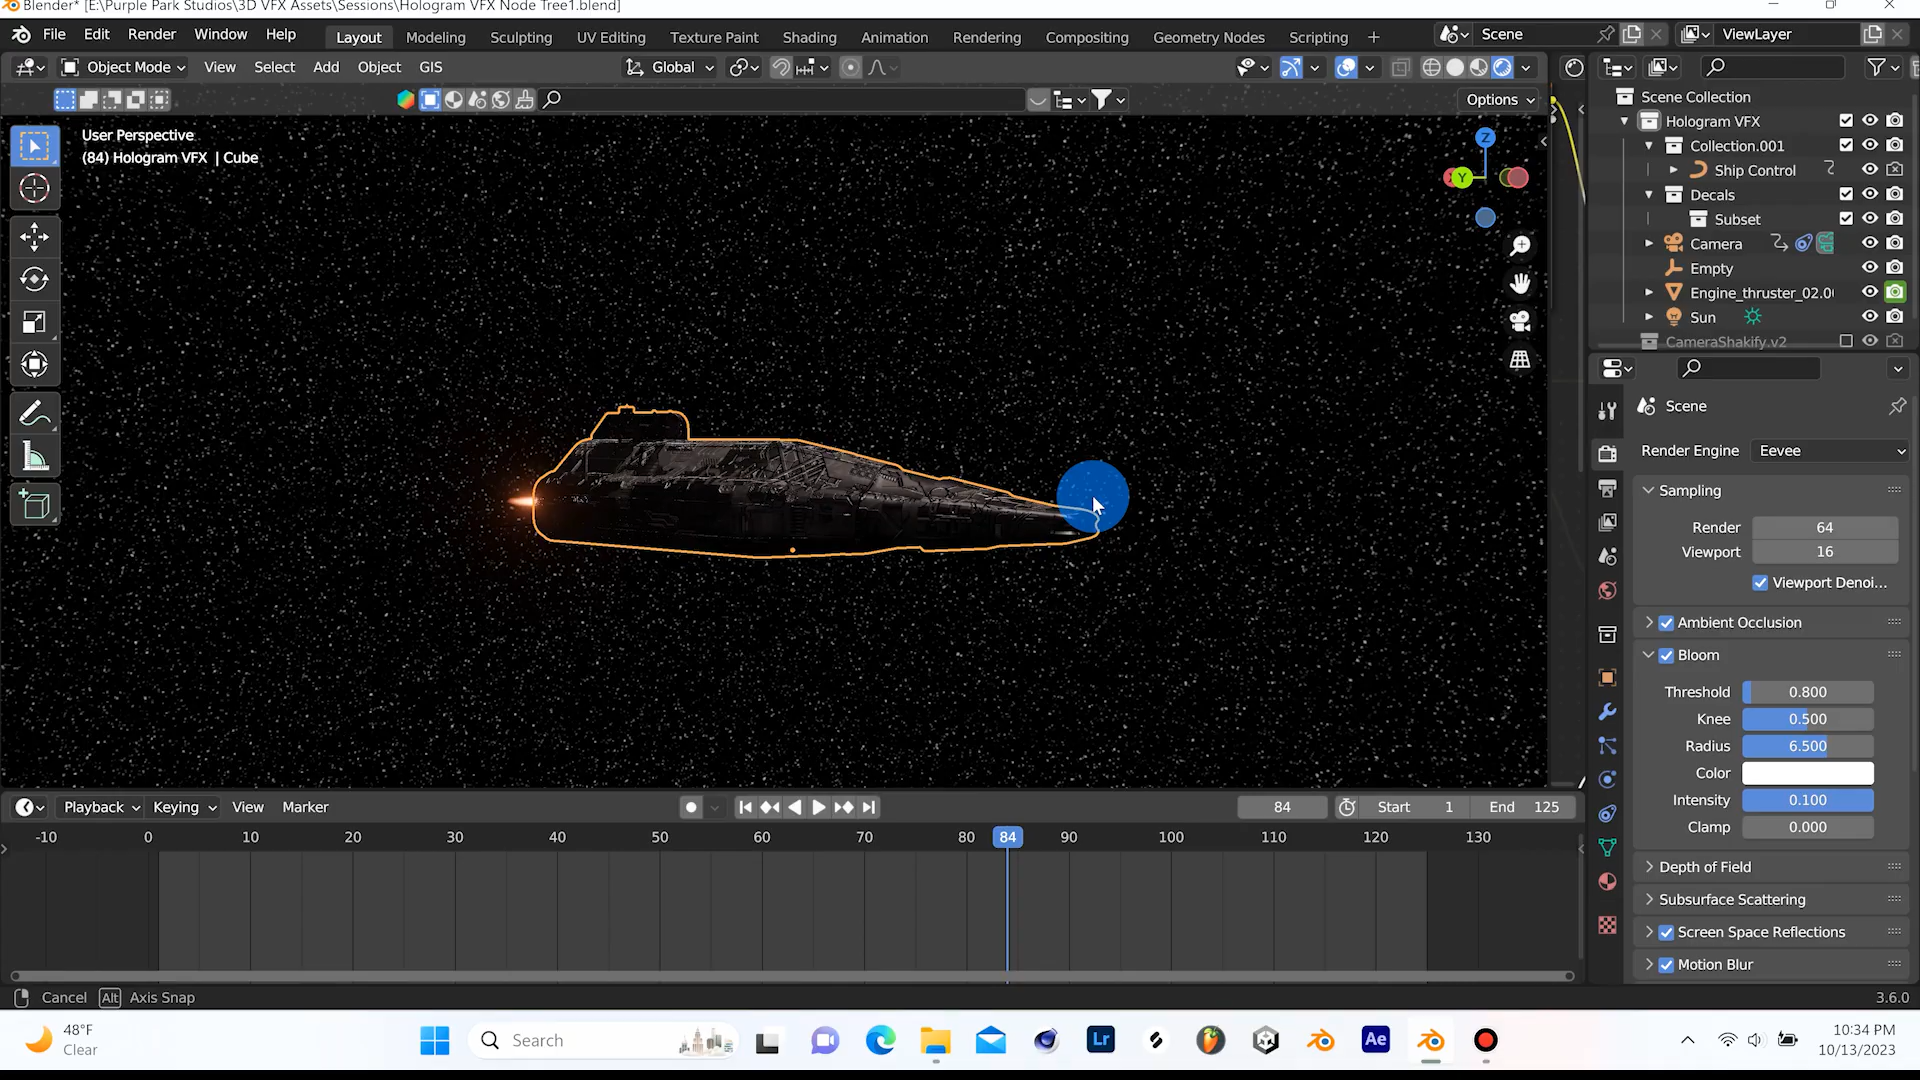 Blender* [E:\Purple Park Studios\3D VFX Assets\Sessions\Hologram VFX Node Tree1.blend]
File Edit Render Window Help Layout Modeling Sculpting UV Editing Texture Paint Shading Animation Rendering Compositing Geometry Nodes Scripting + Scene ViewLayer
Object Mode View Select Add Object GIS Global
Options
User Perspective
(84) Hologram VFX | Cube
Z
Y
Scene Collection
Hologram VFX
Collection.001
Ship Control
Decals
Subset
Camera
Empty
Engine_thruster_02.0
Sun
CameraShakify.v2
Scene
Render Engine Eevee
Sampling
Render 64
Viewport 16
Viewport Denoi...
Ambient Occlusion
Bloom
Threshold 0.800
Knee 0.500
Radius 6.500
Color
Intensity 0.100
Clamp 0.000
Depth of Field
Subsurface Scattering
Screen Space Reflections
Motion Blur
Playback Keying View Marker 84 Start 1 End 125
-10 0 10 20 30 40 50 60 70 80 84 90 100 110 120 130
Cancel Alt Axis Snap 3.6.0
48°F
Clear
Search
Lr
Ae
10:34 PM
10/13/2023